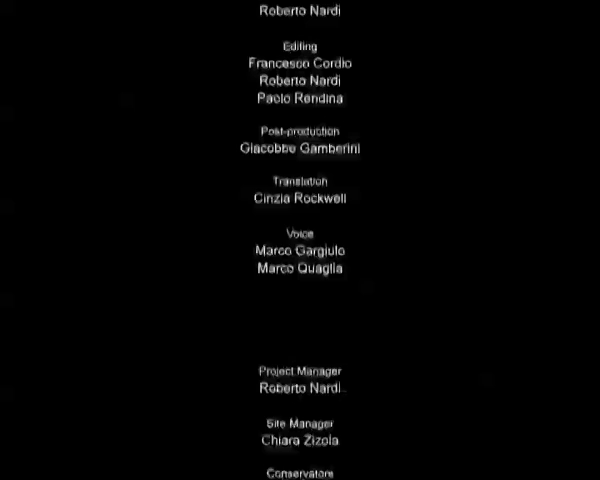 Roberto Nardi
Editing
Francesco Cordio
Roberto Nardi
Paolo Rendina
Post-production
Giacobbe Gamberini
Translation
Cinzia Rockwell
Voice
Marco Gargiulo
Marco Quaglia
Project Manager
Roberto Nardi
Site Manager
Chiara Zizola
Conservators